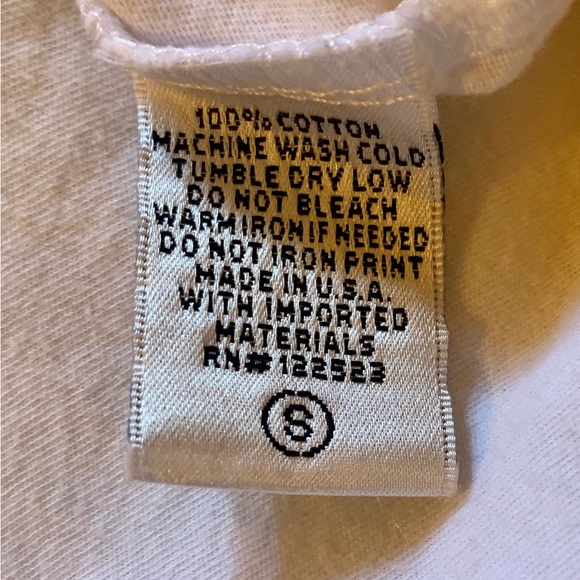 100% COTTON
MACHINE WASH COLD
TUMBLE DRY LOW
DO NOT BLEACH
WARM IRON IF NEEDED
DO NOT IRON PRINT
MADE IN U.S.A.
WITH IMPORTED
MATERIALS
RN# 122523
S